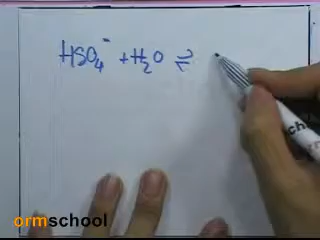 HSO₄⁻ + H₂O ⇌
ormschool